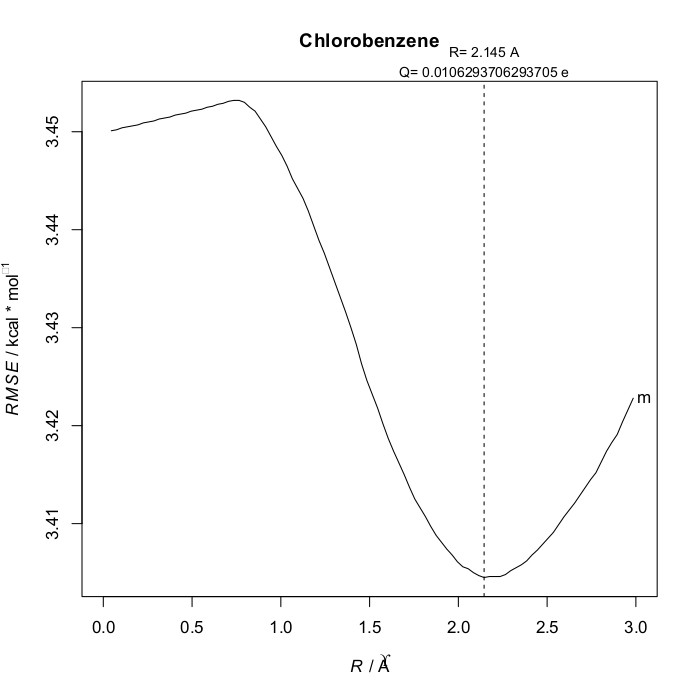 Chlorobenzene
R= 2.145 A
Q= 0.0106293706293705 e
3.45
3.44
3.43
3.42
3.41
RMSE / kcal * mol□1
m
0.0 0.5 1.0 1.5 2.0 2.5 3.0
R / Å